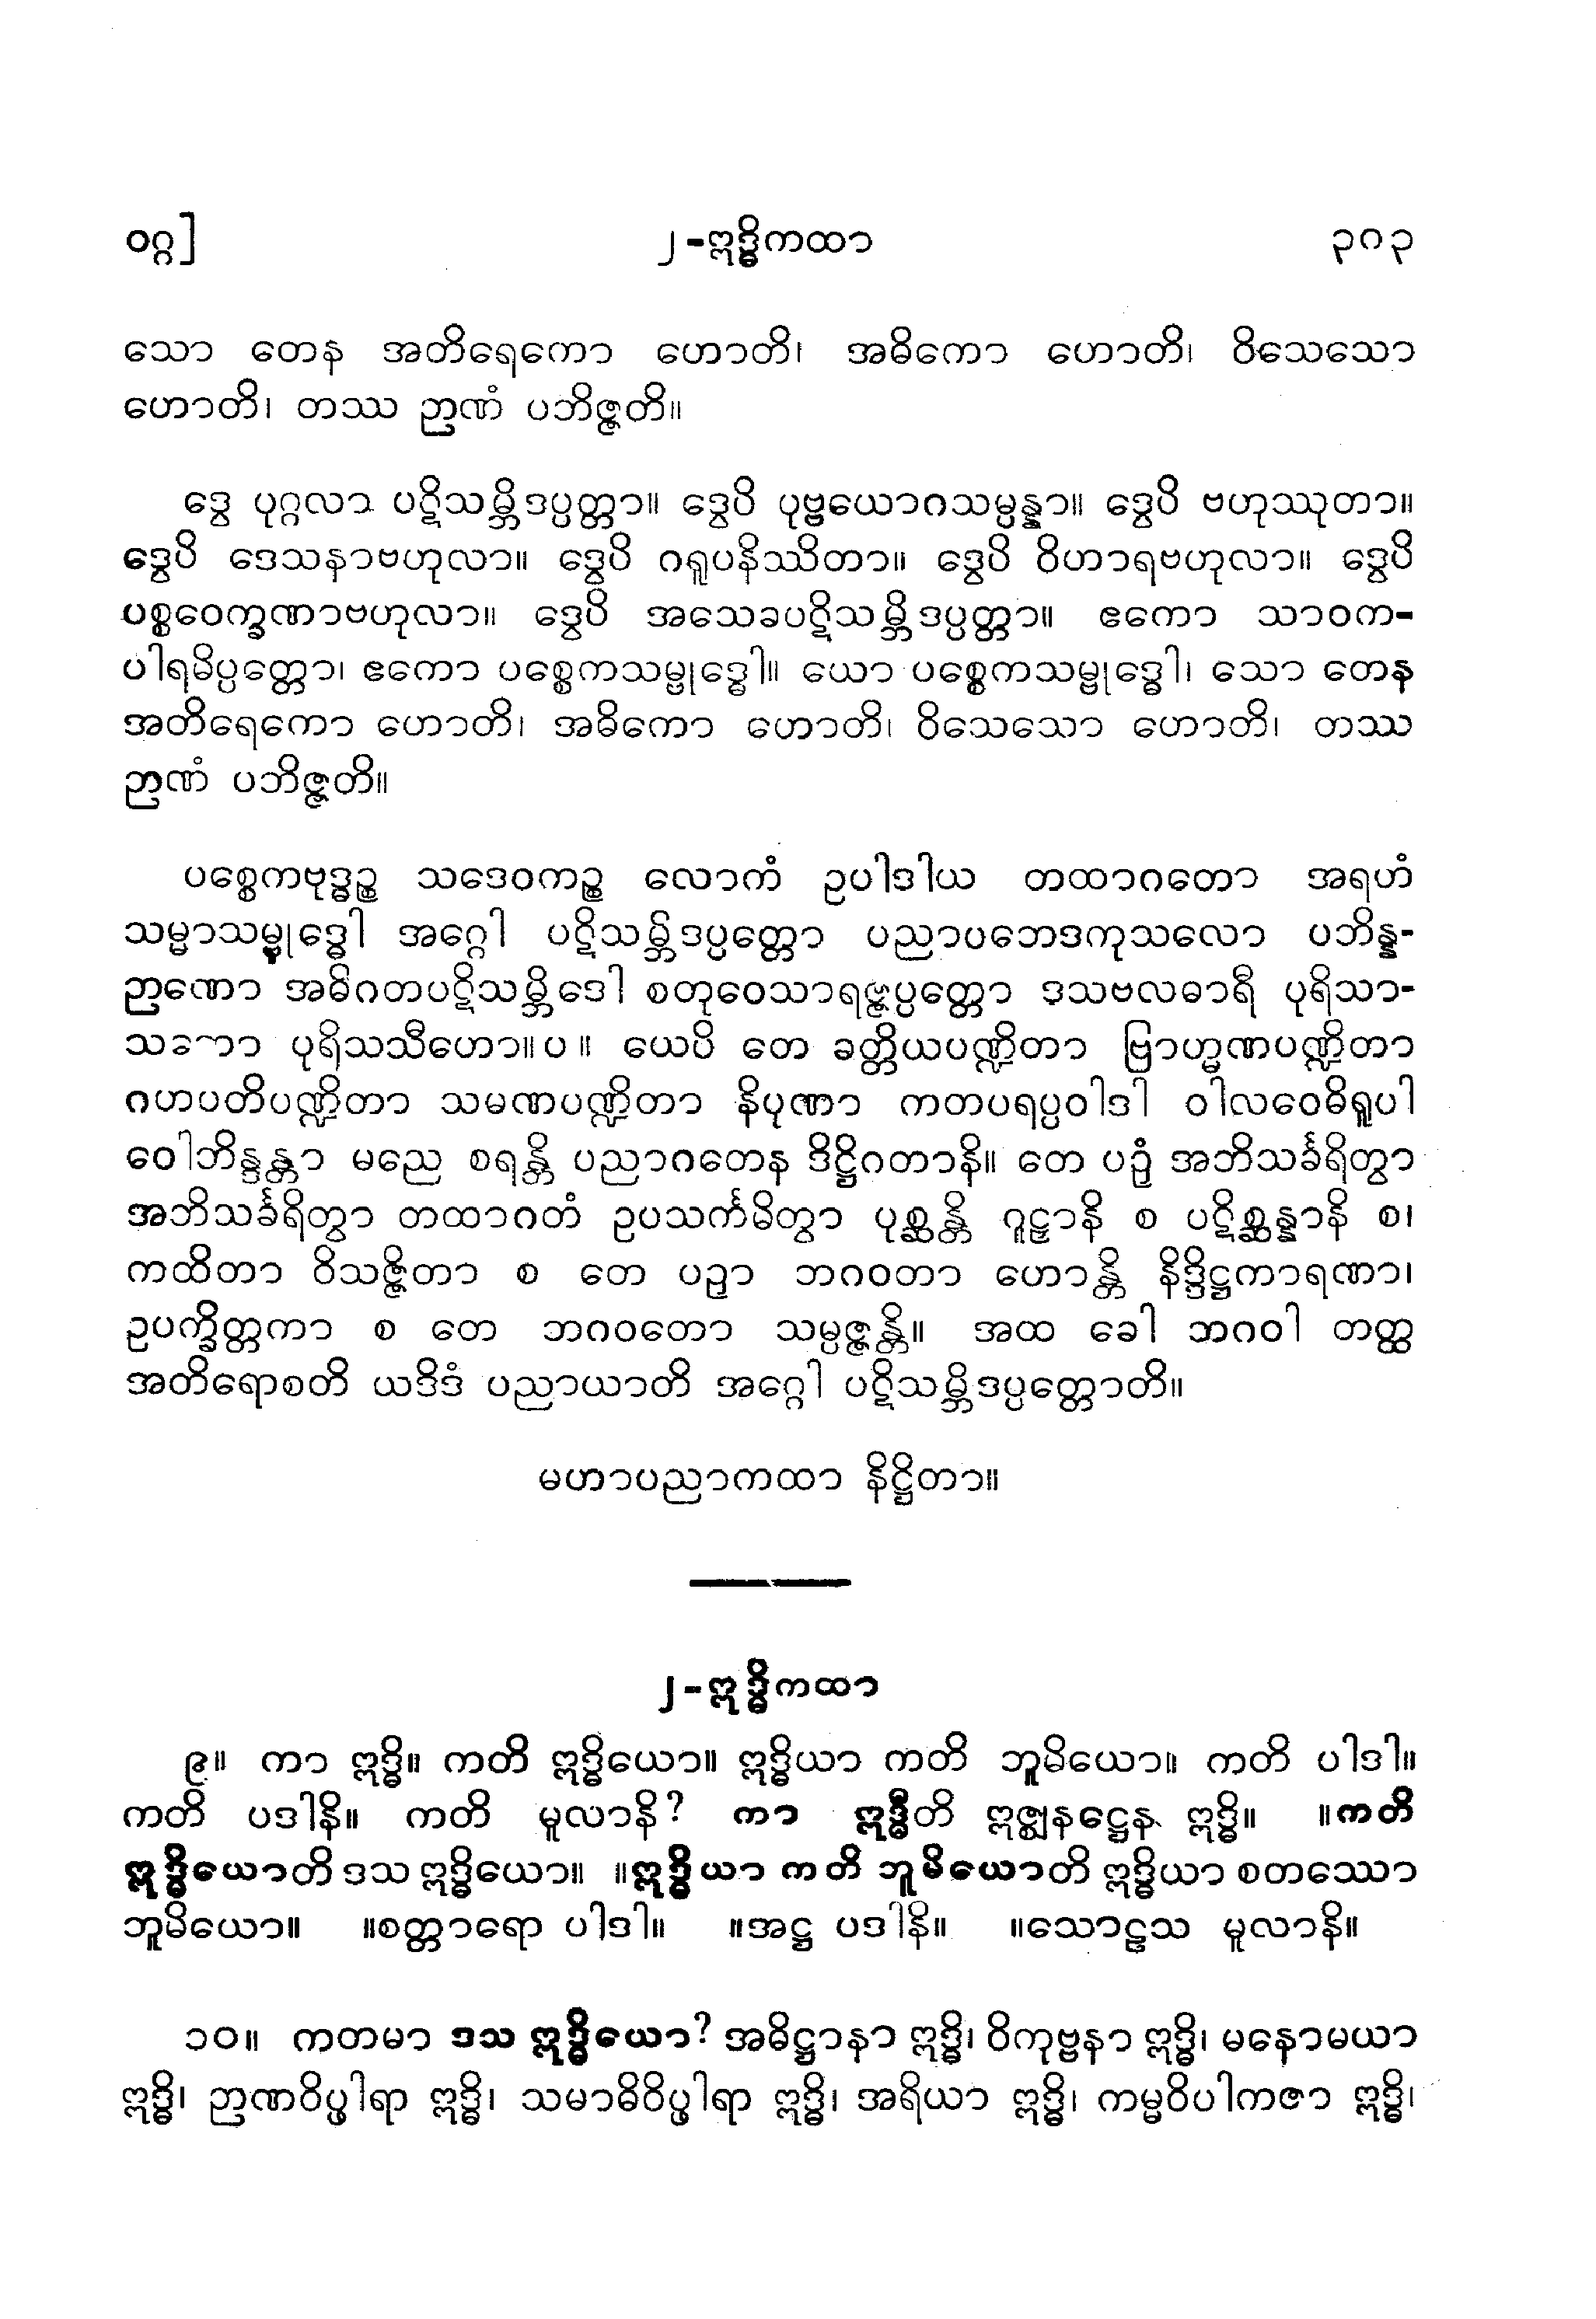 ဝဂ္ဂ] ၂-ဣဒ္ဓိကထာ ၃၈၃
သော တေန အတိရေကော ဟောတိ၊ အဓိကော ဟောတိ၊ ဝိသေသော
ဟောတိ၊ တဿ ဉာဏံ ပဘိဇ္ဇတိ။
ဒွေ ပုဂ္ဂလာ ပဋိသမ္ဘိဒပ္ပတ္တာ။ ဒွေပိ ပုဗ္ဗယောဂသမ္ပန္နာ။ ဒွေပိ ဗဟုဿုတာ။
ဒွေပိ ဒေသနာဗဟုလာ။ ဒွေပိ ဂရူပနိဿိတာ။ ဒွေပိ ဝိဟာရဗဟုလာ။ ဒွေပိ
ပစ္စဝေက္ခဏာဗဟုလာ။ ဒွေပိ အသေခပဋိသမ္ဘိဒပ္ပတ္တာ။ ဧကော သာဝက-
ပါရမိပ္ပတ္တော၊ ဧကော ပစ္စေကသမ္ဗုဒ္ဓေါ။ ယော ပစ္စေကသမ္ဗုဒ္ဓေါ၊ သော တေန
အတိရေကော ဟောတိ၊ အဓိကော ဟောတိ၊ ဝိသေသော ဟောတိ၊ တဿ
ဉာဏံ ပဘိဇ္ဇတိ။
ပစ္စေကဗုဒ္ဓဉ္စ သဒေဝကဉ္စ လောကံ ဥပါဒါယ တထာဂတော အရဟံ
သမ္မာသမ္ဗုဒ္ဓေါ အဂ္ဂေါ ပဋိသမ္ဘိဒပ္ပတ္တော ပညာပဘေဒကုသလော ပဘိန္န-
ဉာဏော အဓိဂတပဋိသမ္ဘိဒေါ စတုဝေသာရဇ္ဇပ္ပတ္တော ဒသဗလဓာရီ ပုရိသာ-
သဘော ပုရိသသီဟော။ပ။ ယေပိ တေ ခတ္တိယပဏ္ဍိတာ ဗြာဟ္မဏပဏ္ဍိတာ
ဂဟပတိပဏ္ဍိတာ သမဏပဏ္ဍိတာ နိပုဏာ ကတပရပ္ပဝါဒါ ဝါလဝေဓိရူပါ
ဝေါဘိန္ဒန္တာ မညေ စရန္တိ ပညာဂတေန ဒိဋ္ဌိဂတာနိ။ တေ ပဉှံ အဘိသင်္ခရိတွာ
အဘိသင်္ခရိတွာ တထာဂတံ ဥပသင်္ကမိတွာ ပုစ္ဆန္တိ ဂူဠှာနိ စ ပဋိစ္ဆန္နာနိ စ၊
ကထိတာ ဝိသဇ္ဇိတာ စ တေ ပဉှာ ဘဂဝတာ ဟောန္တိ နိဒ္ဒိဋ္ဌကာရဏာ၊
ဥပက္ခိတ္တကာ စ တေ ဘဂဝတော သမ္ပဇ္ဇန္တိ။ အထ ခေါ ဘဂဝါ တတ္ထ
အတိရောစတိ ယဒိဒံ ပညာယာတိ အဂ္ဂေါ ပဋိသမ္ဘိဒပ္ပတ္တောတိ။
မဟာပညာကထာ နိဋ္ဌိတာ။
၂-ဣဒ္ဓိကထာ
၉။ ကာ ဣဒ္ဓိ။ ကတိ ဣဒ္ဓိယော။ ဣဒ္ဓိယာ ကတိ ဘူမိယော။ ကတိ ပါဒါ။
ကတိ ပဒါနိ။ ကတိ မူလာနိ? ကာ ဣဒ္ဓီတိ ဣဇ္ဈနဋ္ဌေန ဣဒ္ဓိ။ ။ကတိ
ဣဒ္ဓိယောတိ ဒသ ဣဒ္ဓိယော။ ။ဣဒ္ဓိယာ ကတိ ဘူမိယောတိ ဣဒ္ဓိယာ စတဿော
ဘူမိယော။ ။စတ္တာရော ပါဒါ။ ။အဋ္ဌ ပဒါနိ။ ။သောဠသ မူလာနိ။
၁၀။ ကတမာ ဒသ ဣဒ္ဓိယော? အဓိဋ္ဌာနာ ဣဒ္ဓိ၊ ဝိကုဗ္ဗနာ ဣဒ္ဓိ၊ မနောမယာ
ဣဒ္ဓိ၊ ဉာဏဝိပ္ဖါရာ ဣဒ္ဓိ၊ သမာဓိဝိပ္ဖါရာ ဣဒ္ဓိ၊ အရိယာ ဣဒ္ဓိ၊ ကမ္မဝိပါကဇာ ဣဒ္ဓိ၊